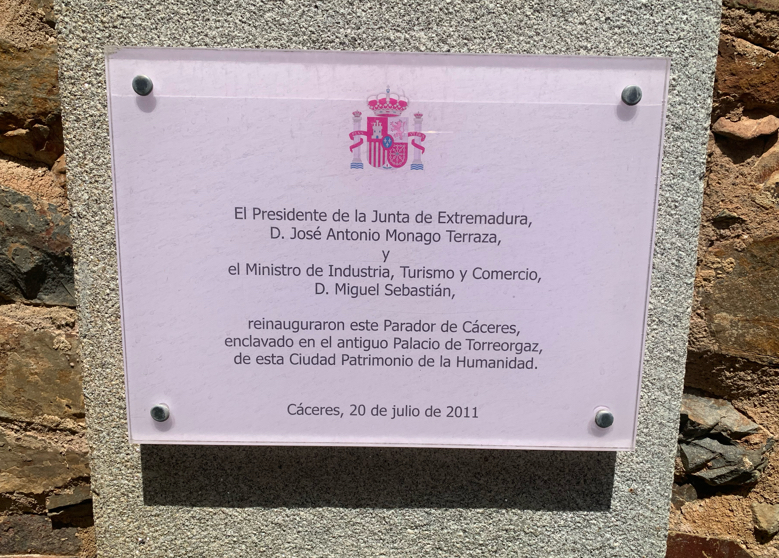 El Presidente de la Junta de Extremadura,
D. José Antonio Monago Terraza,
y
el Ministro de Industria, Turismo y Comercio,
D. Miguel Sebastián,
reinauguraron este Parador de Cáceres,
enclavado en el antiguo Palacio de Torreorgaz,
de esta Ciudad Patrimonio de la Humanidad.
Cáceres, 20 de julio de 2011